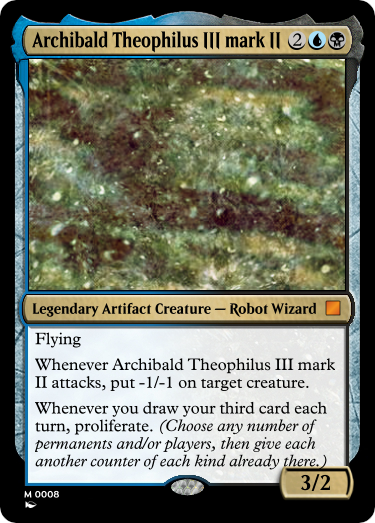 Archibald Theophilus III mark II 2
Legendary Artifact Creature — Robot Wizard
Flying
Whenever Archibald Theophilus III mark
II attacks, put -1/-1 on target creature.
Whenever you draw your third card each
turn, proliferate. (Choose any number of
permanents and/or players, then give each
another counter of each kind already there.)
3/2
M 0008